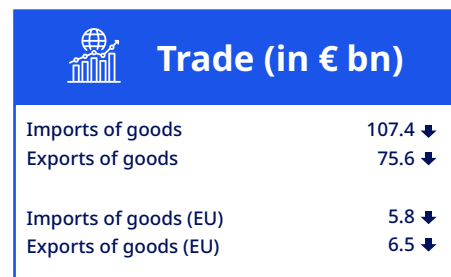 Trade (in € bn)
Imports of goods 107.4
Exports of goods 75.6
Imports of goods (EU) 5.8
Exports of goods (EU) 6.5